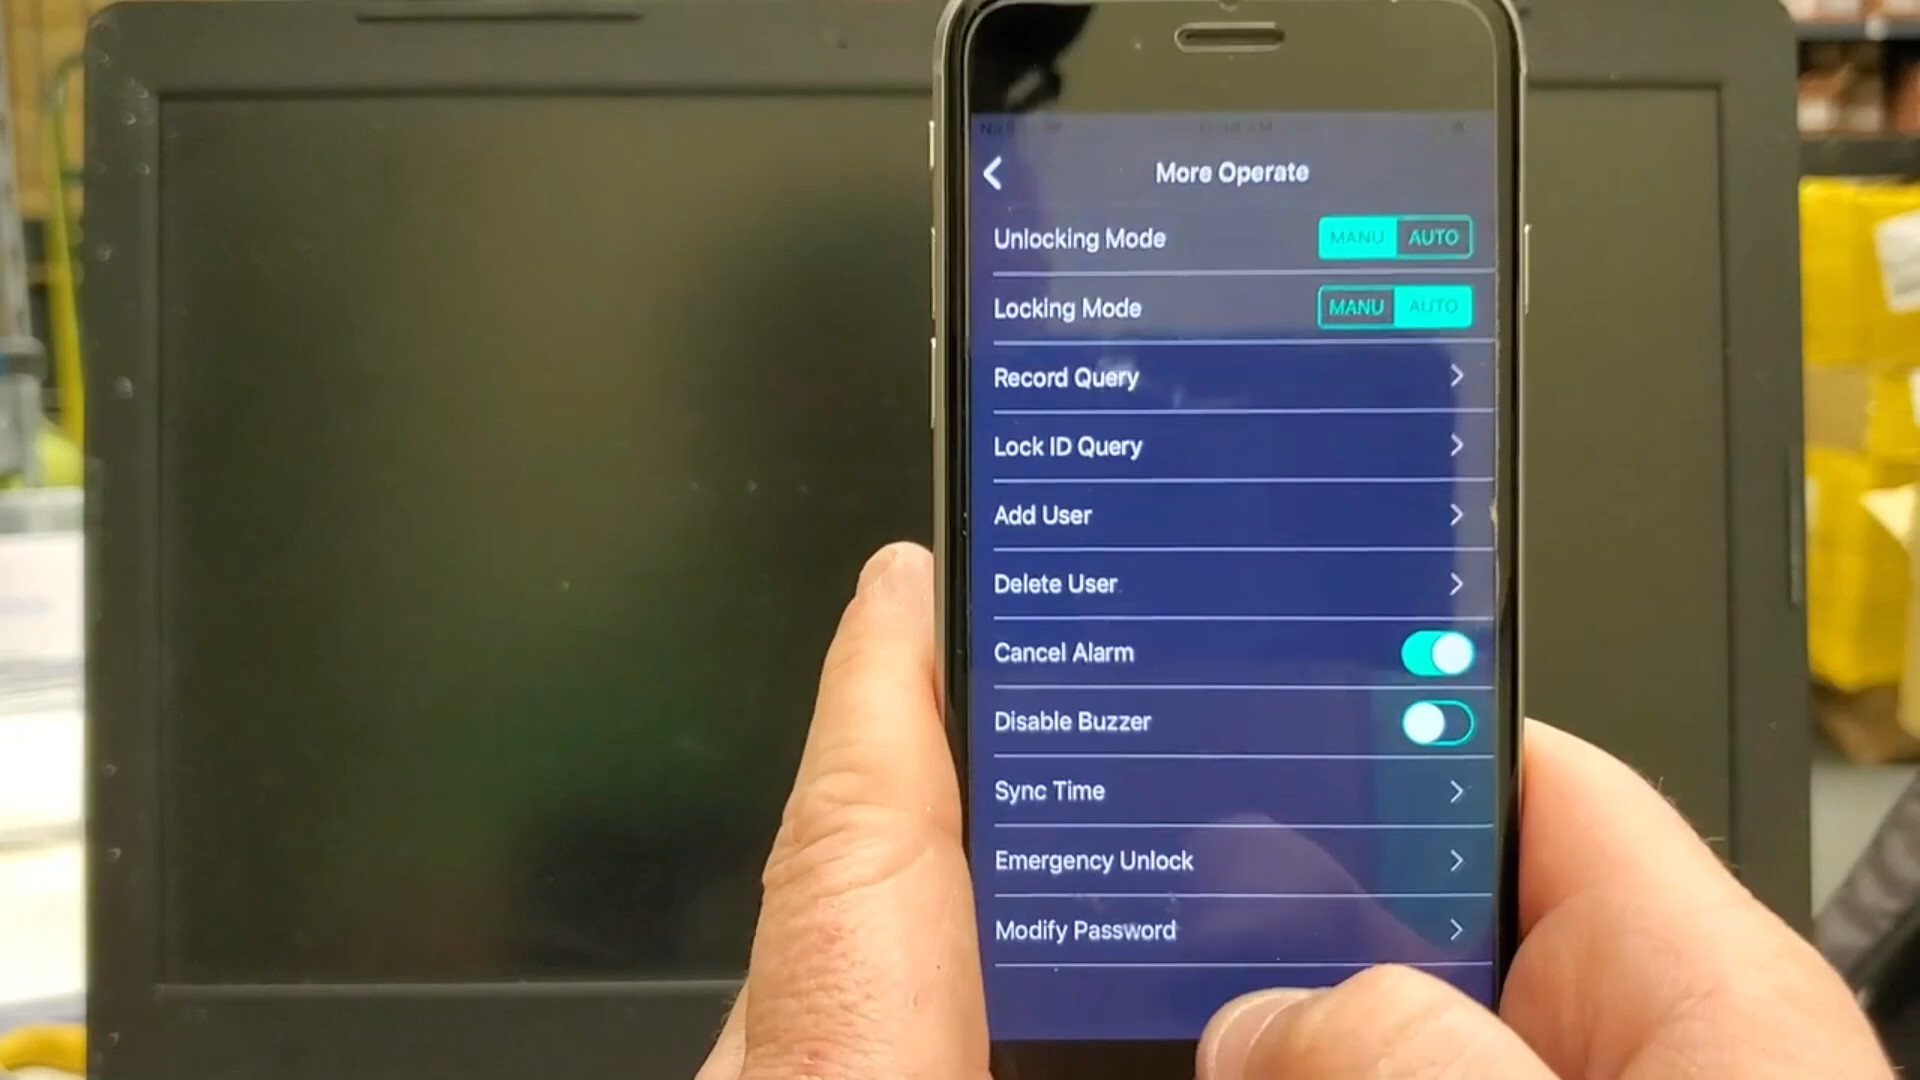 More Operate
Unlocking Mode MANU AUTO
Locking Mode MANU AUTO
Record Query
Lock ID Query
Add User
Delete User
Cancel Alarm
Disable Buzzer
Sync Time
Emergency Unlock
Modify Password